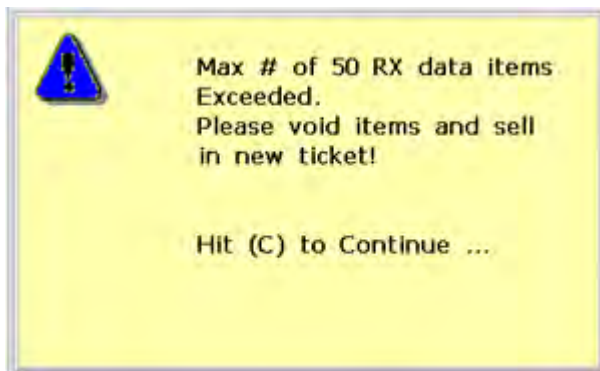 Max # of 50 RX data items
Exceeded.
Please void items and sell
in new ticket!
Hit (C) to Continue ...